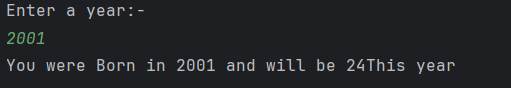 Enter a year:-
2001
You were Born in 2001 and will be 24This year